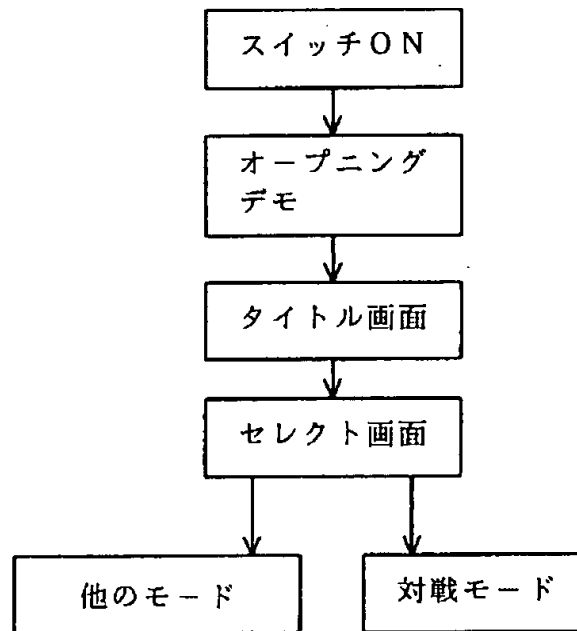 スイッチON
オープニング
デモ
タイトル画面
セレクト画面
他のモード
対戦モード